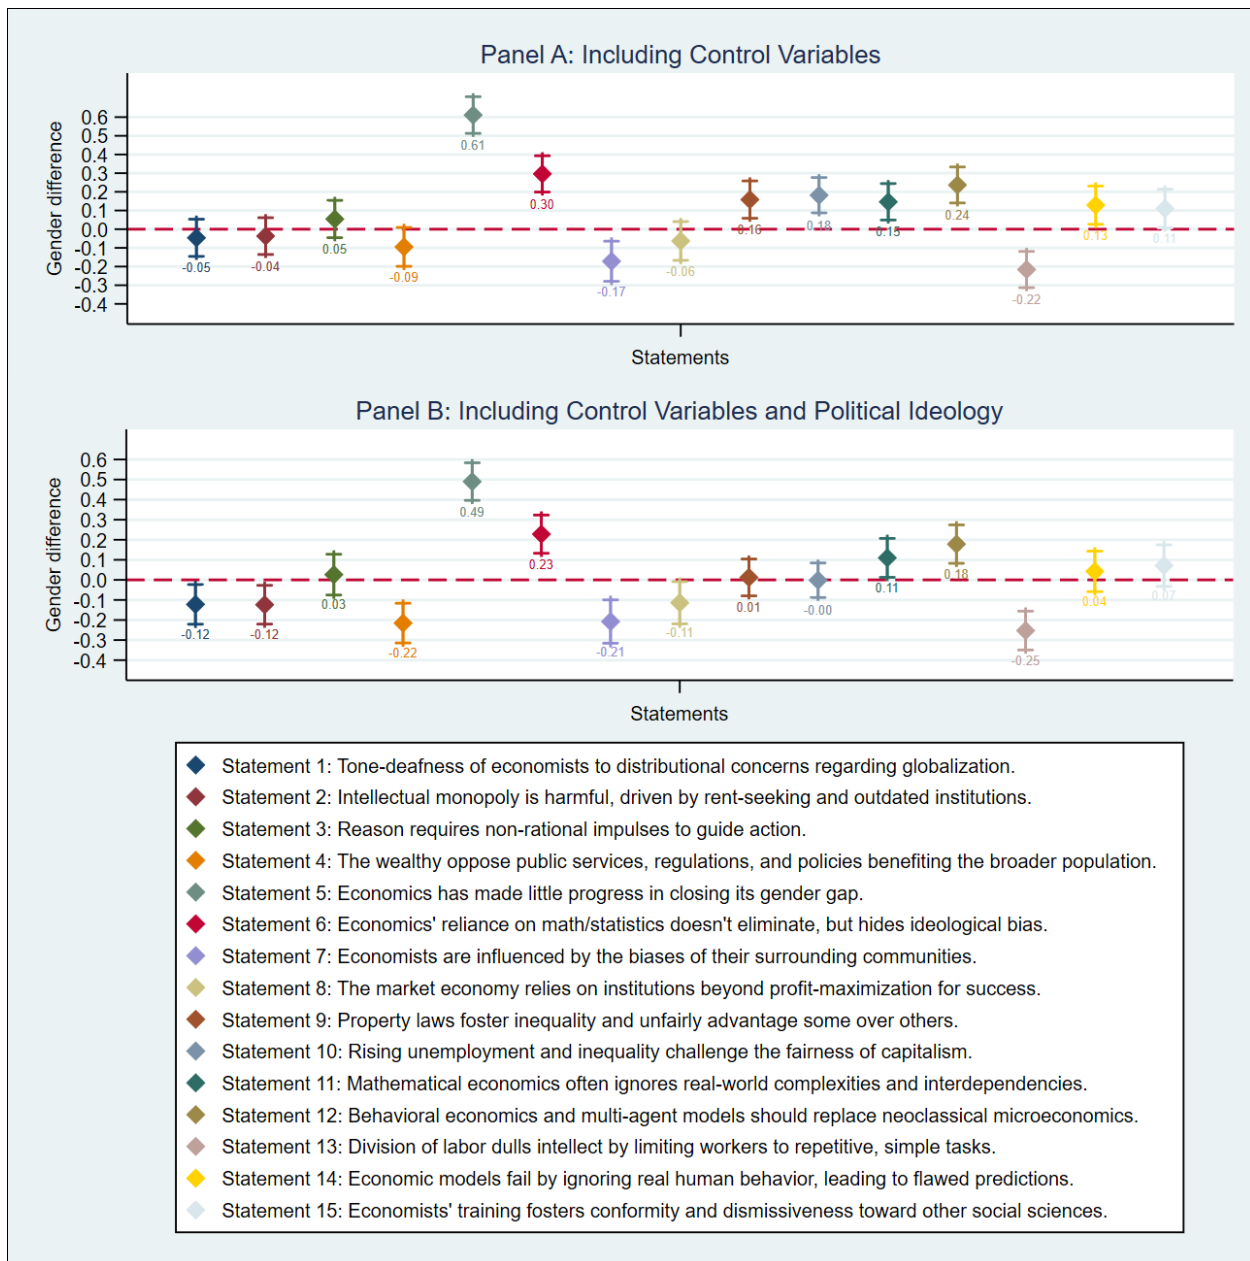 Panel A: Including Control Variables
Gender difference
0.6
0.5
0.4
0.3
0.2
0.1
0.0
-0.1
-0.2
-0.3
-0.4
-0.05
-0.04
0.05
-0.09
0.61
0.30
-0.17
-0.06
0.16
0.18
0.15
0.24
-0.22
0.13
0.11
Statements
Panel B: Including Control Variables and Political Ideology
Gender difference
0.6
0.5
0.4
0.3
0.2
0.1
0.0
-0.1
-0.2
-0.3
-0.4
-0.12
-0.12
0.03
-0.22
0.49
0.23
-0.21
-0.11
0.01
-0.00
0.11
0.18
-0.25
0.04
0.07
Statements
Statement 1: Tone-deafness of economists to distributional concerns regarding globalization.
Statement 2: Intellectual monopoly is harmful, driven by rent-seeking and outdated institutions.
Statement 3: Reason requires non-rational impulses to guide action.
Statement 4: The wealthy oppose public services, regulations, and policies benefiting the broader population.
Statement 5: Economics has made little progress in closing its gender gap.
Statement 6: Economics' reliance on math/statistics doesn't eliminate, but hides ideological bias.
Statement 7: Economists are influenced by the biases of their surrounding communities.
Statement 8: The market economy relies on institutions beyond profit-maximization for success.
Statement 9: Property laws foster inequality and unfairly advantage some over others.
Statement 10: Rising unemployment and inequality challenge the fairness of capitalism.
Statement 11: Mathematical economics often ignores real-world complexities and interdependencies.
Statement 12: Behavioral economics and multi-agent models should replace neoclassical microeconomics.
Statement 13: Division of labor dulls intellect by limiting workers to repetitive, simple tasks.
Statement 14: Economic models fail by ignoring real human behavior, leading to flawed predictions.
Statement 15: Economists' training fosters conformity and dismissiveness toward other social sciences.